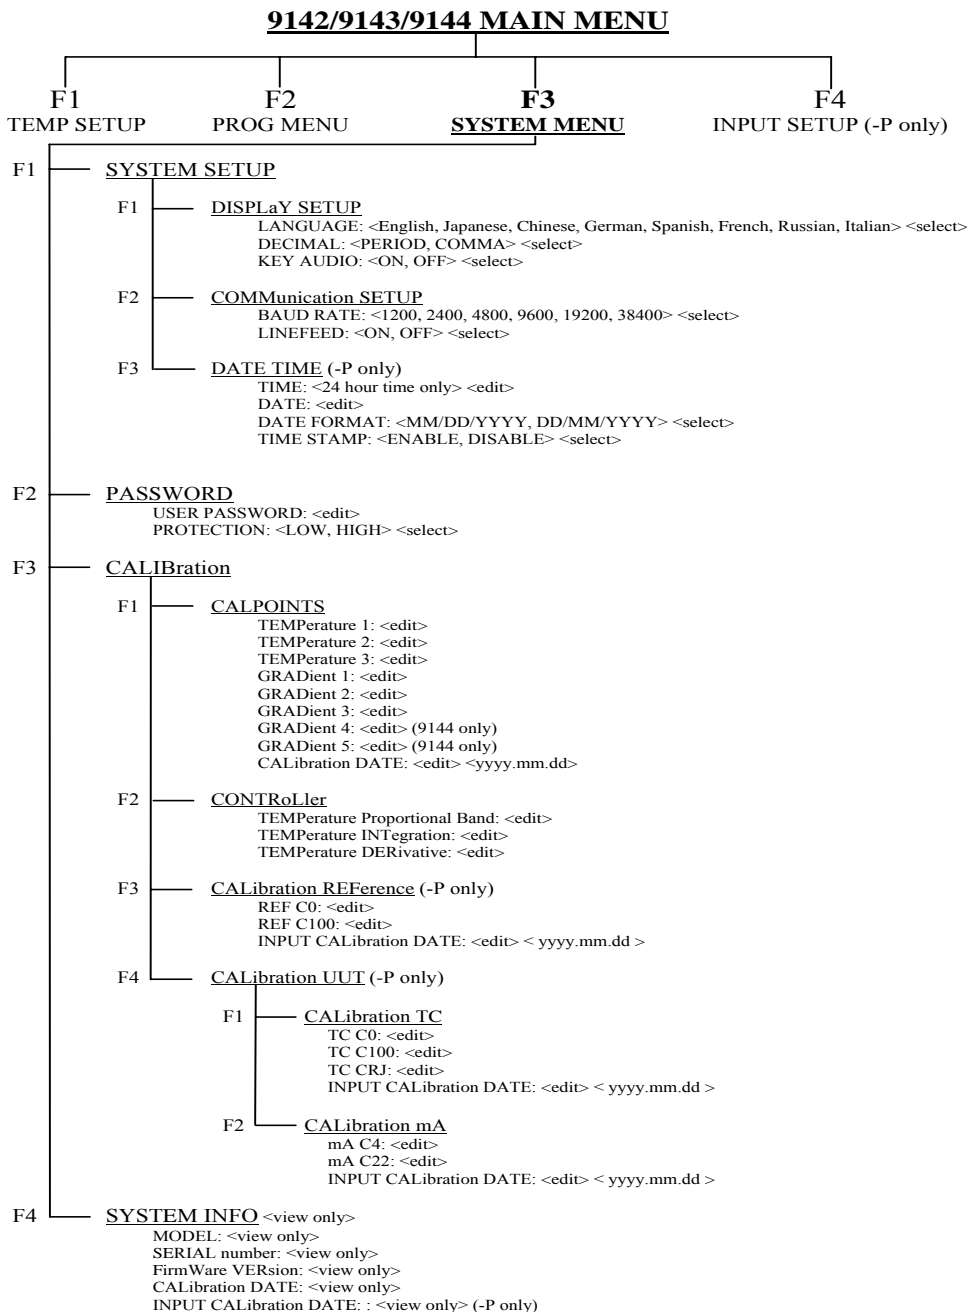 9142/9143/9144 MAIN MENU
F1 F2 F3 F4
TEMP SETUP PROG MENU SYSTEM MENU INPUT SETUP (-P only)
F1 SYSTEM SETUP
F1 DISPLaY SETUP
LANGUAGE: <English, Japanese, Chinese, German, Spanish, French, Russian, Italian> <select>
DECIMAL: <PERIOD, COMMA> <select>
KEY AUDIO: <ON, OFF> <select>
F2 COMMunication SETUP
BAUD RATE: <1200, 2400, 4800, 9600, 19200, 38400> <select>
LINEFEED: <ON, OFF> <select>
F3 DATE TIME (-P only)
TIME: <24 hour time only> <edit>
DATE: <edit>
DATE FORMAT: <MM/DD/YYYY, DD/MM/YYYY> <select>
TIME STAMP: <ENABLE, DISABLE> <select>
F2 PASSWORD
USER PASSWORD: <edit>
PROTECTION: <LOW, HIGH> <select>
F3 CALIBration
F1 CALPOINTS
TEMPerature 1: <edit>
TEMPerature 2: <edit>
TEMPerature 3: <edit>
GRADient 1: <edit>
GRADient 2: <edit>
GRADient 3: <edit>
GRADient 4: <edit> (9144 only)
GRADient 5: <edit> (9144 only)
CALibration DATE: <edit> <yyyy.mm.dd>
F2 CONTRoLler
TEMPerature Proportional Band: <edit>
TEMPerature INTegration: <edit>
TEMPerature DERivative: <edit>
F3 CALibration REFerence (-P only)
REF C0: <edit>
REF C100: <edit>
INPUT CALibration DATE: <edit> < yyyy.mm.dd >
F4 CALibration UUT (-P only)
F1 CALibration TC
TC C0: <edit>
TC C100: <edit>
TC CRJ: <edit>
INPUT CALibration DATE: <edit> < yyyy.mm.dd >
F2 CALibration mA
mA C4: <edit>
mA C22: <edit>
INPUT CALibration DATE: <edit> < yyyy.mm.dd >
F4 SYSTEM INFO <view only>
MODEL: <view only>
SERIAL number: <view only>
FirmWare VERsion: <view only>
CALibration DATE: <view only>
INPUT CALibration DATE: : <view only> (-P only)